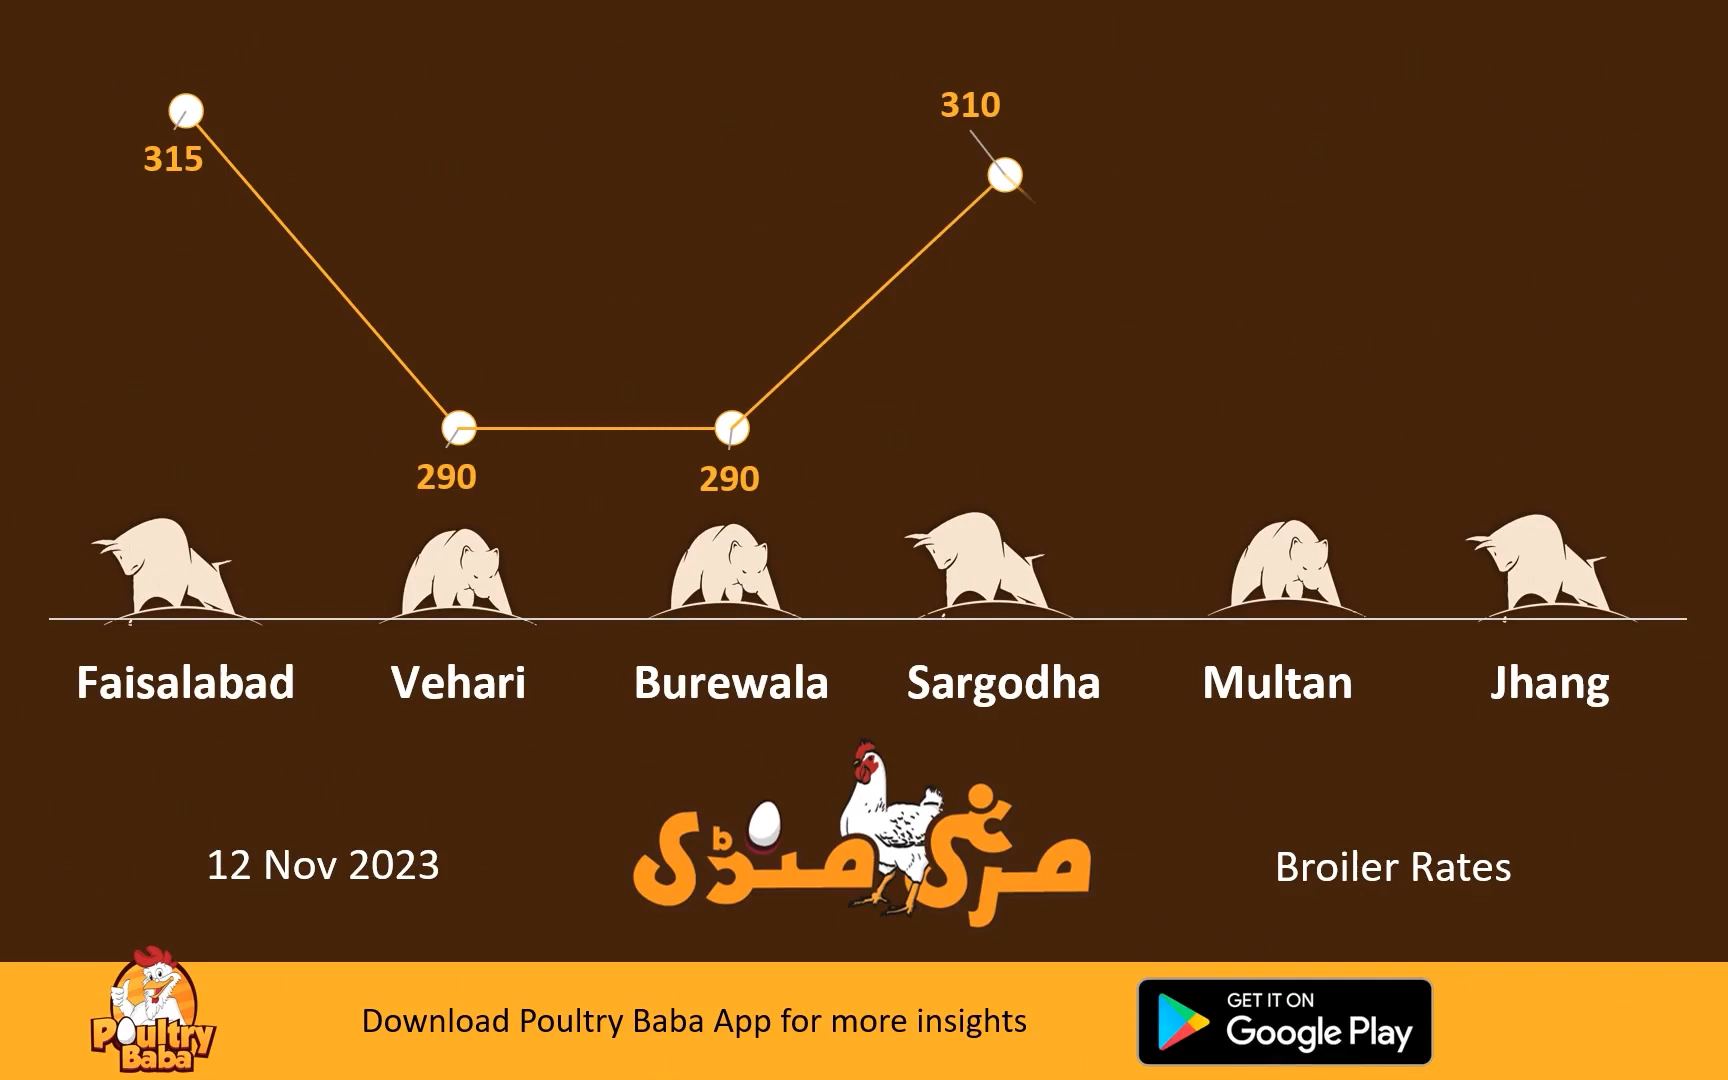 310
315
290
290
Faisalabad Vehari Burewala Sargodha Multan Jhang
مرغی منڈی
12 Nov 2023
Broiler Rates
Poultry
Baba
Download Poultry Baba App for more insights
GET IT ON
Google Play